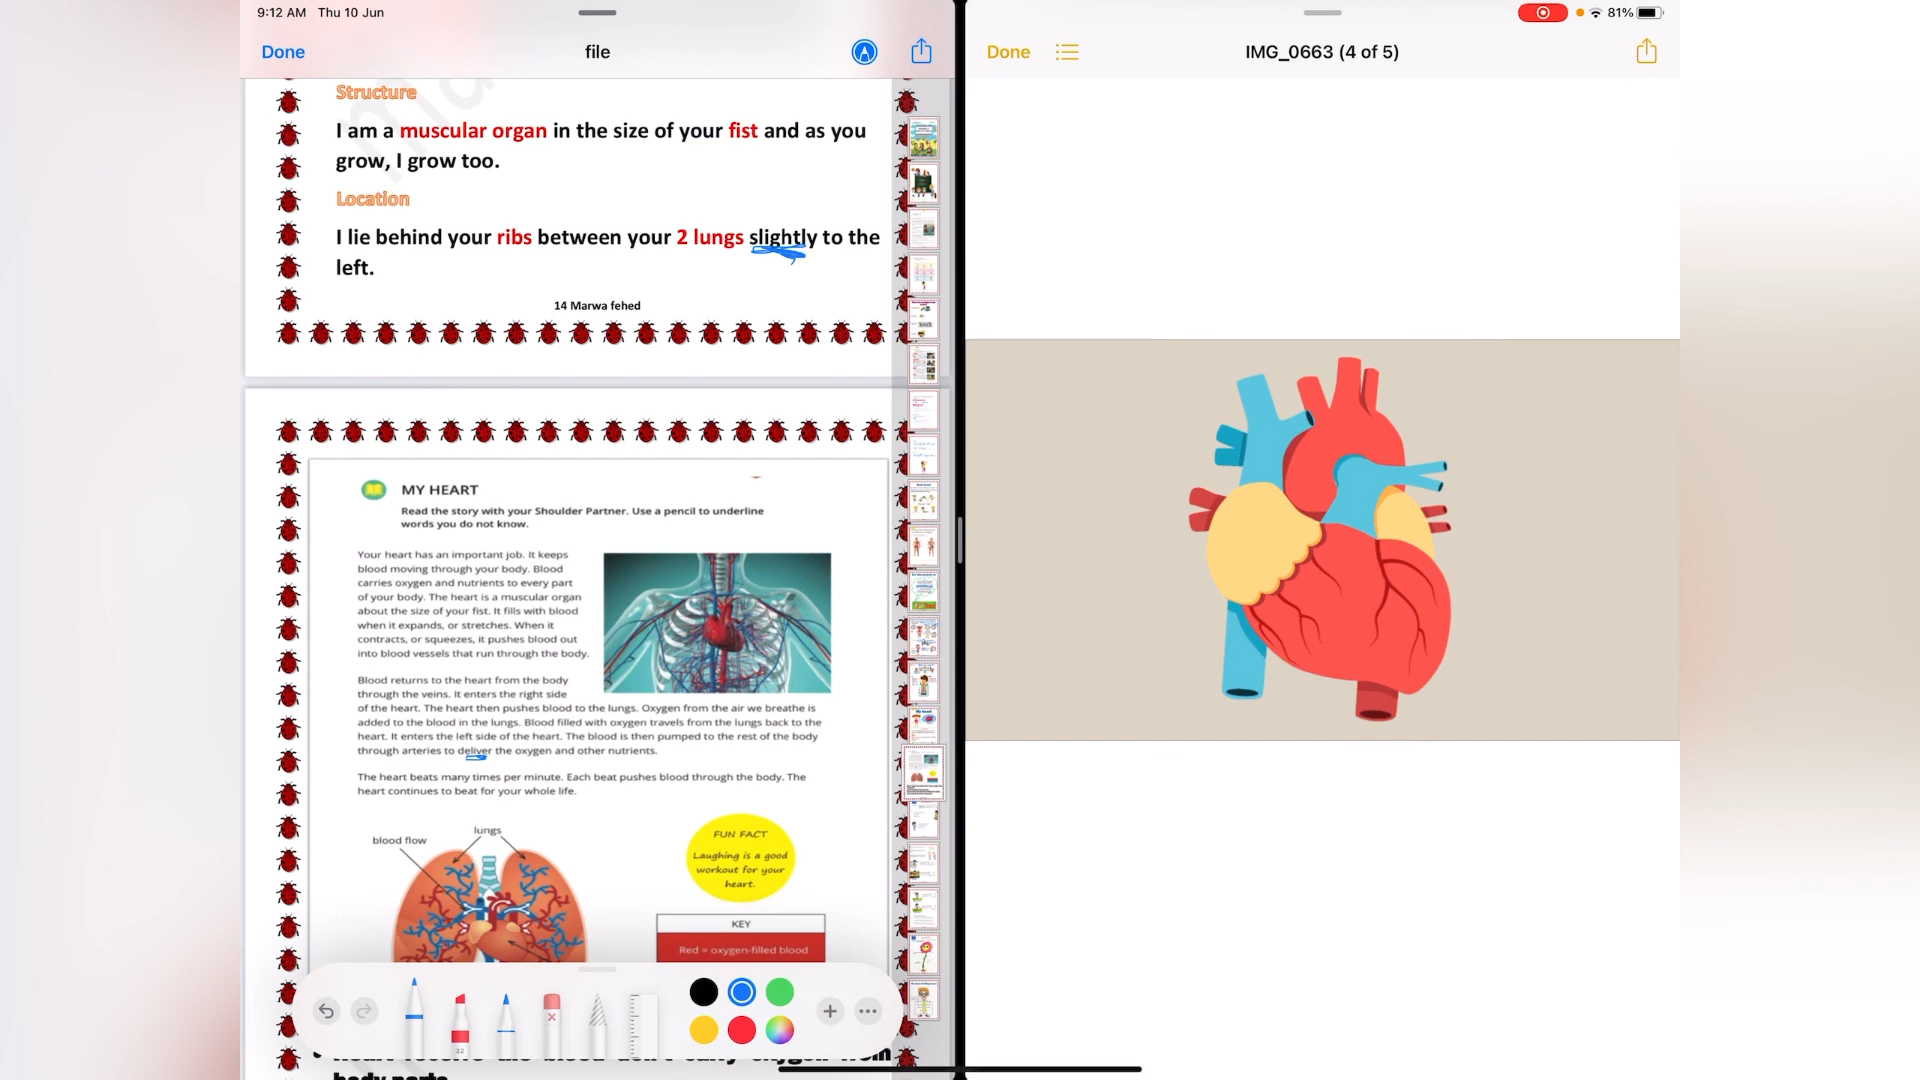 9:12 AM Thu 10 Jun
81%
Done
file
Done
IMG_0663 (4 of 5)
Structure
I am a muscular organ in the size of your fist and as you
grow, I grow too.
Location
I lie behind your ribs between your 2 lungs slightly to the
left.
14 Marwa fehed
MY HEART
Read the story with your Shoulder Partner. Use a pencil to underline
words you do not know.
Your heart has an important job. It keeps
blood moving through your body. Blood
carries oxygen and nutrients to every part
of your body. The heart is a muscular organ
about the size of your fist. It fills with blood
when it expands, or stretches. When it
contracts, or squeezes, it pushes blood out
into blood vessels that run through the body.
Blood returns to the heart from the body
through the veins. It enters the right side
of the heart. The heart then pushes blood to the lungs. Oxygen from the air we breathe is
added to the blood in the lungs. Blood filled with oxygen travels from the lungs back to the
heart. It enters the left side of the heart. The blood is then pumped to the rest of the body
through arteries to deliver the oxygen and other nutrients.
The heart beats many times per minute. Each beat pushes blood through the body. The
heart continues to beat for your whole life.
lungs
blood flow
FUN FACT
Laughing is a good
workout for your
heart.
KEY
Red = oxygen-filled blood
body parts